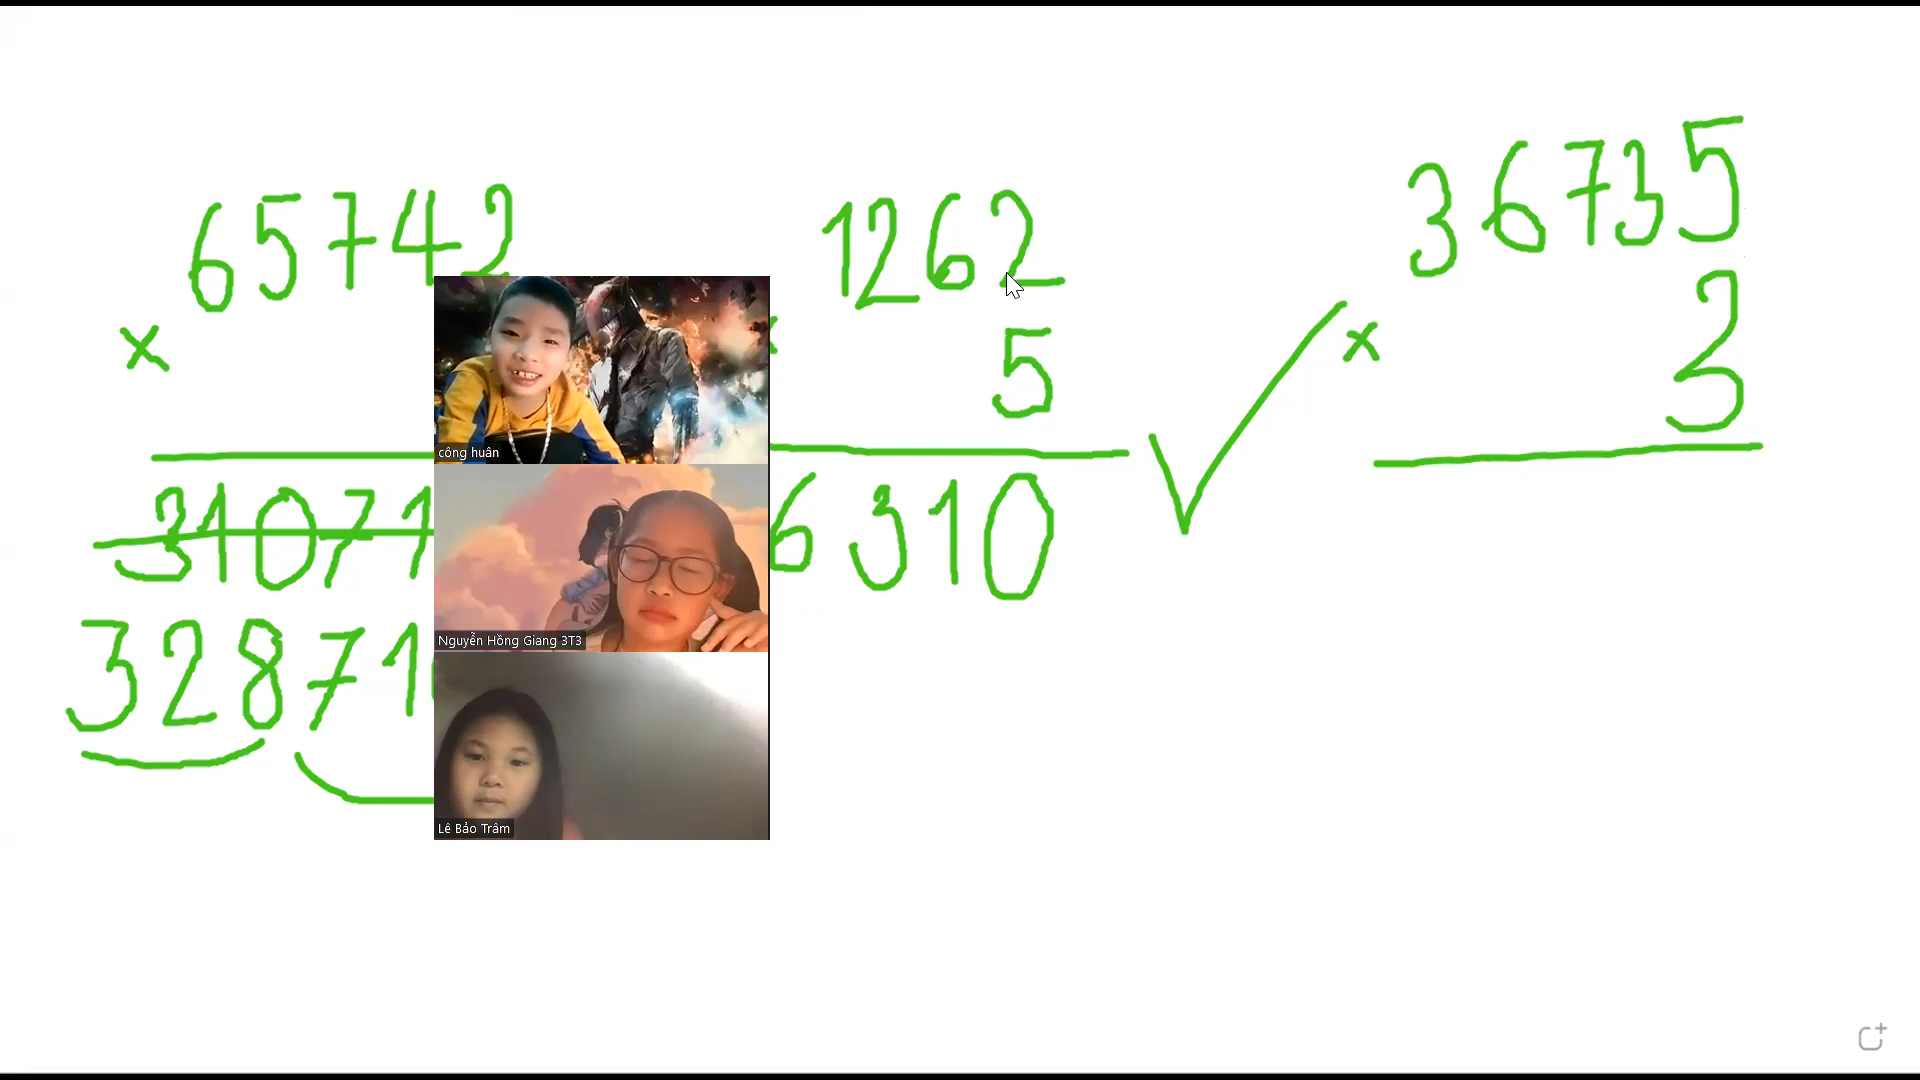 65742
x
31071
32871
1262
5
6310
36735
x 3
công huân
Nguyễn Hồng Giang 3T3
Lê Bảo Trâm